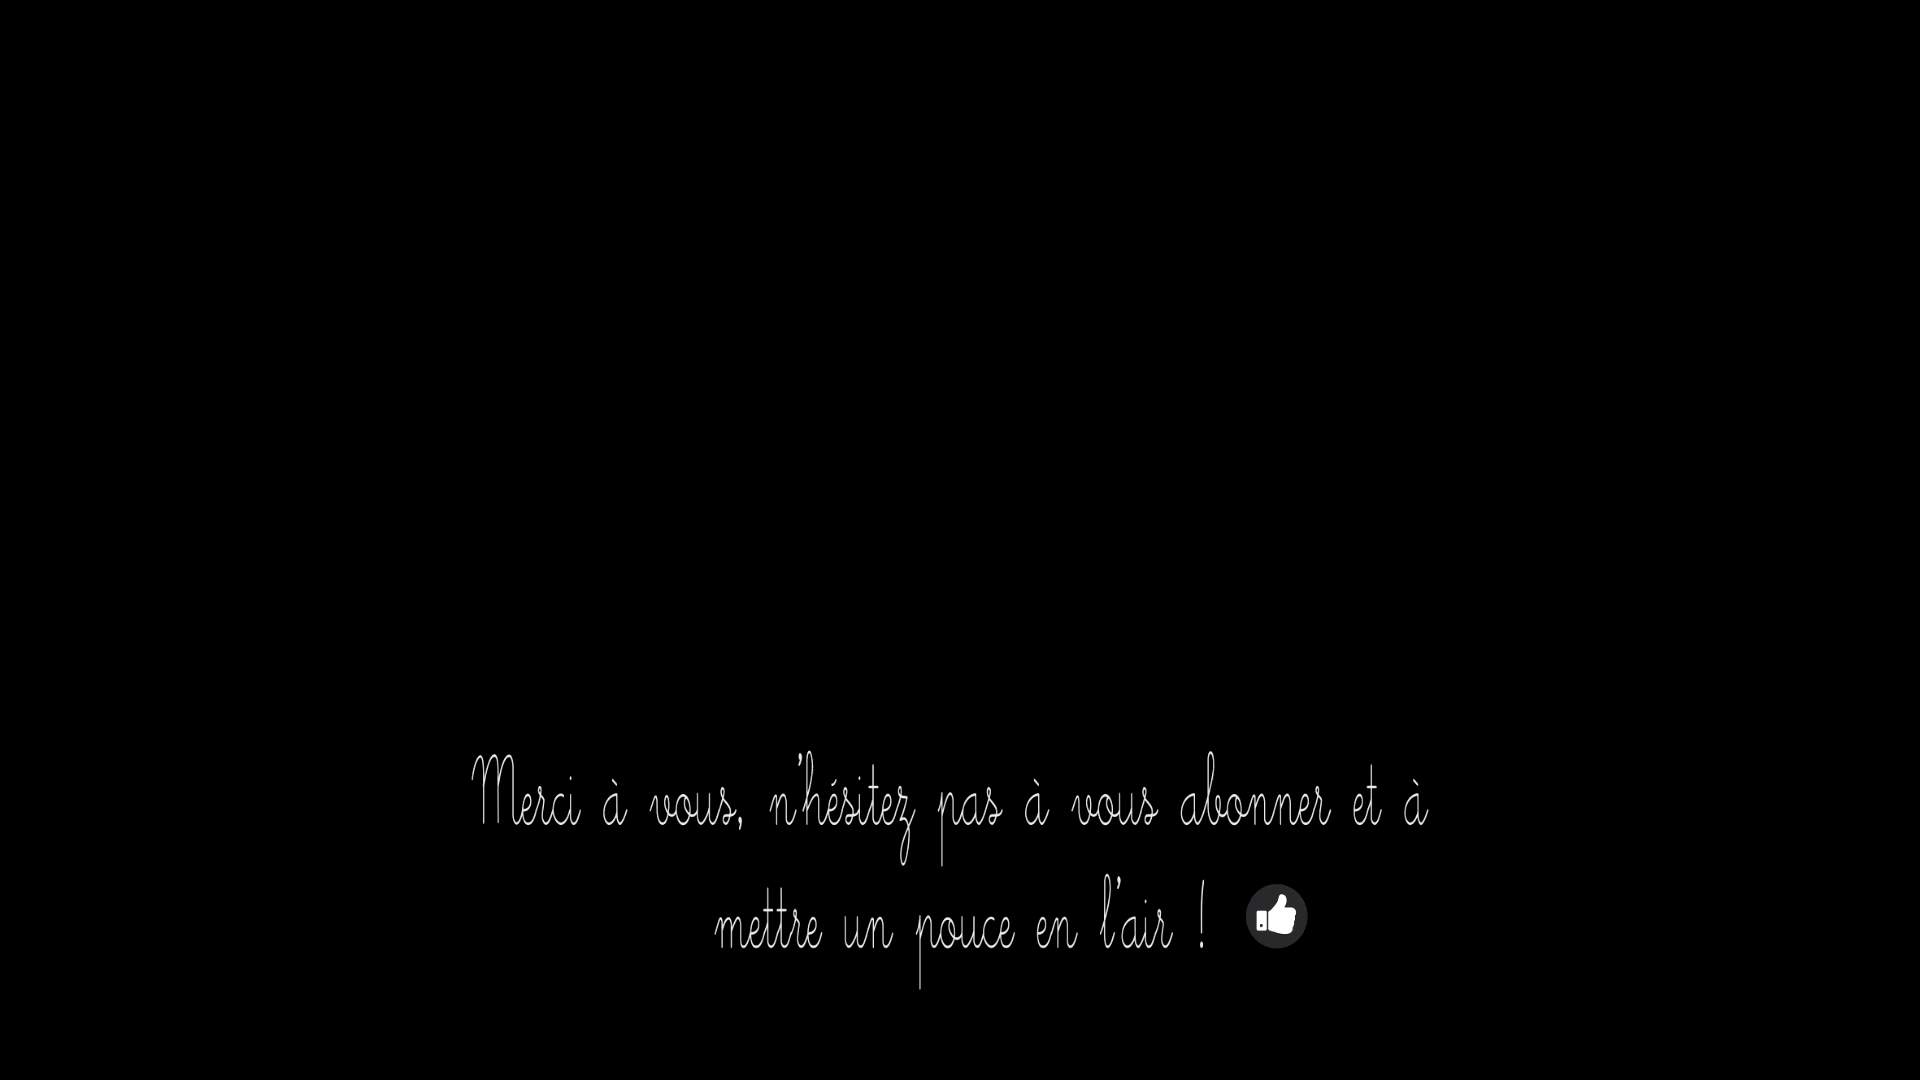 Merci à vous, n'hésitez pas à vous abonner et à
mettre un pouce en l'air !